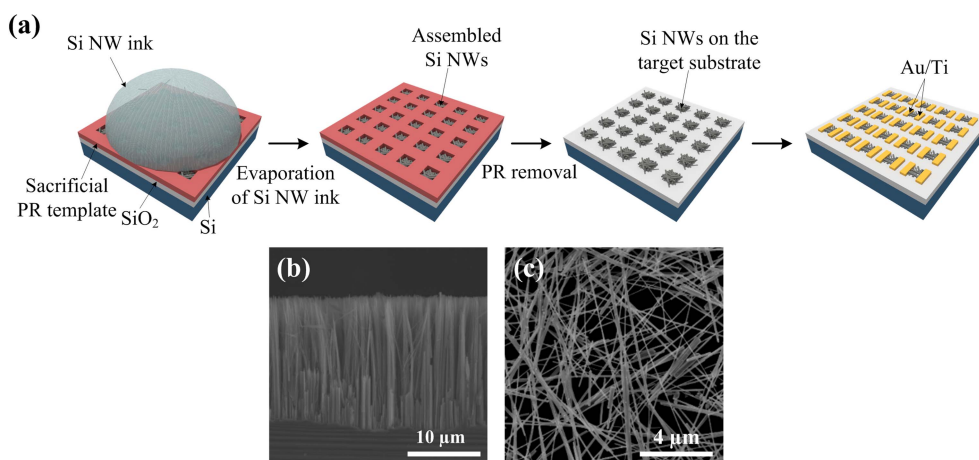 (a)
Si NW ink
Sacrificial
PR template
SiO2
Si
Evaporation
of Si NW ink
Assembled
Si NWs
PR removal
Si NWs on the
target substrate
Au/Ti
(b)
10 μm
(c)
4 μm